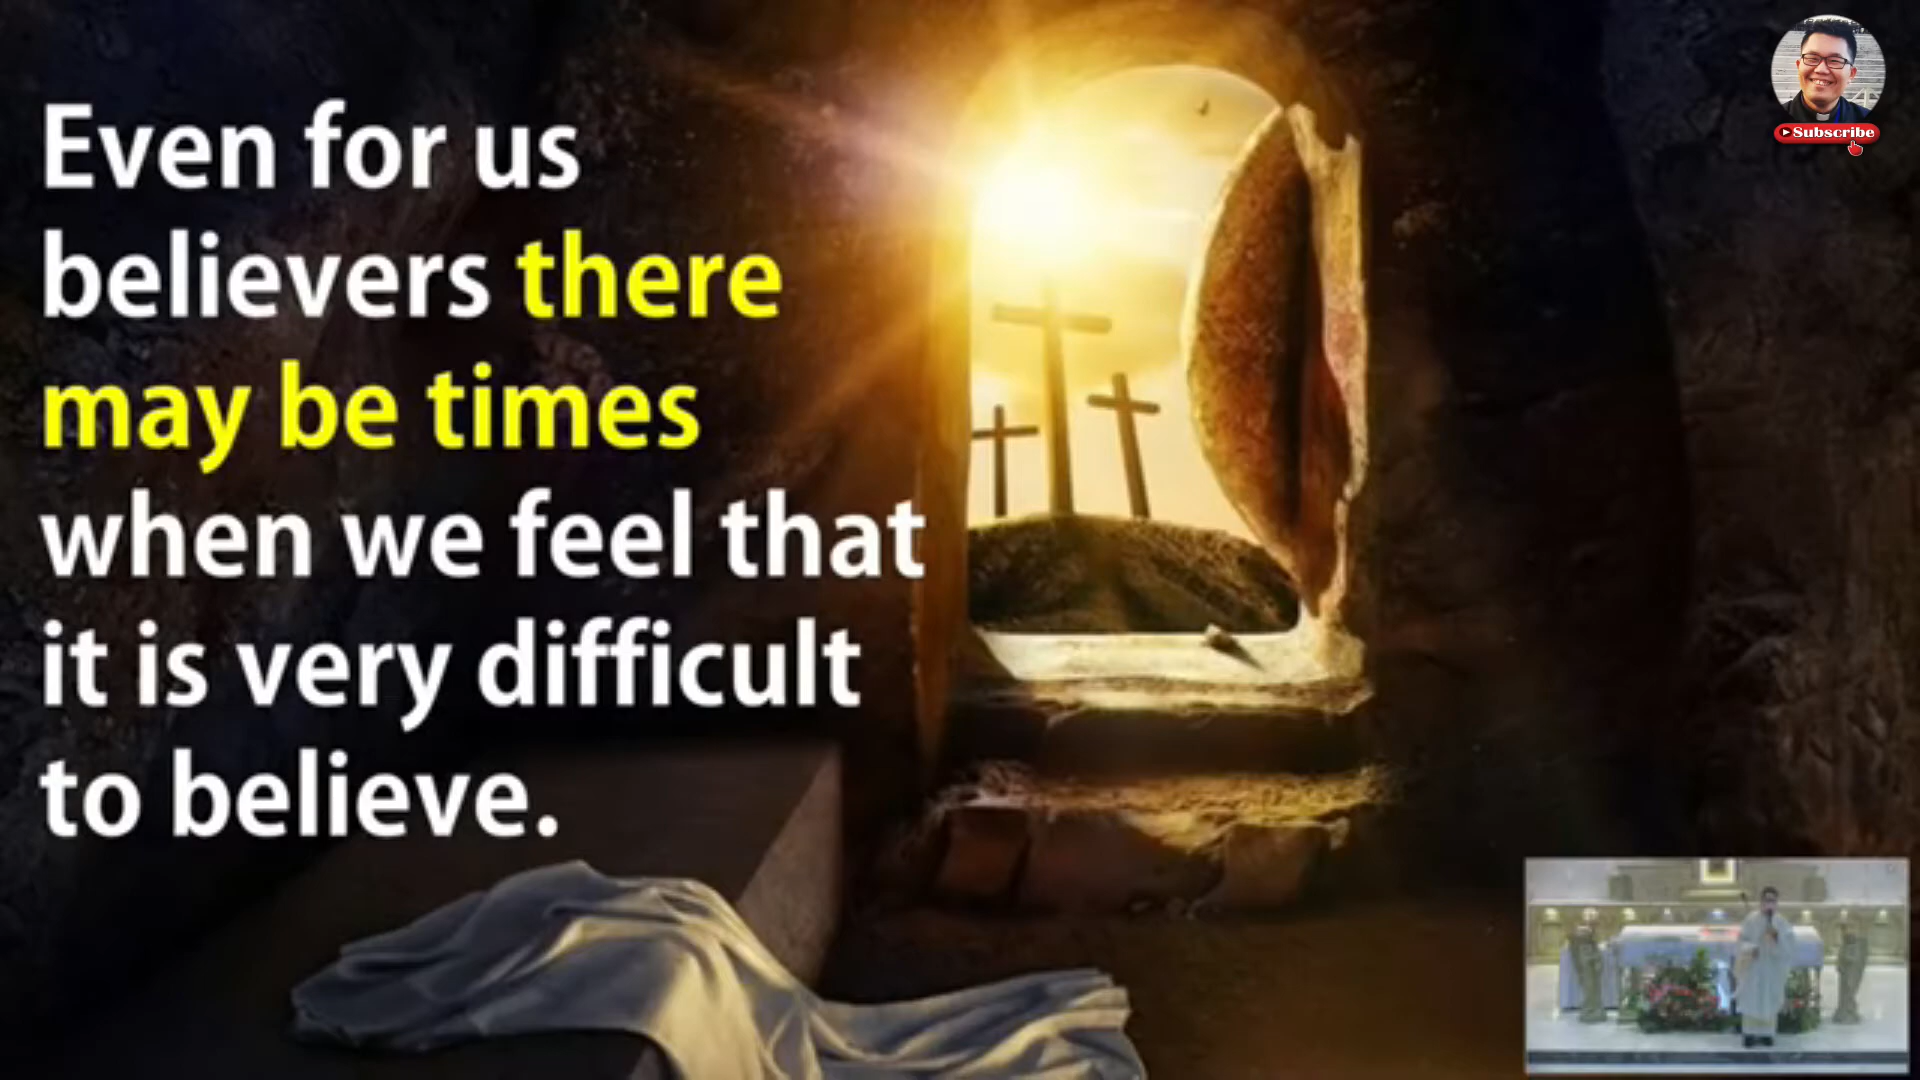 Even for us
believers there
may be times
when we feel that
it is very difficult
to believe.
Subscribe